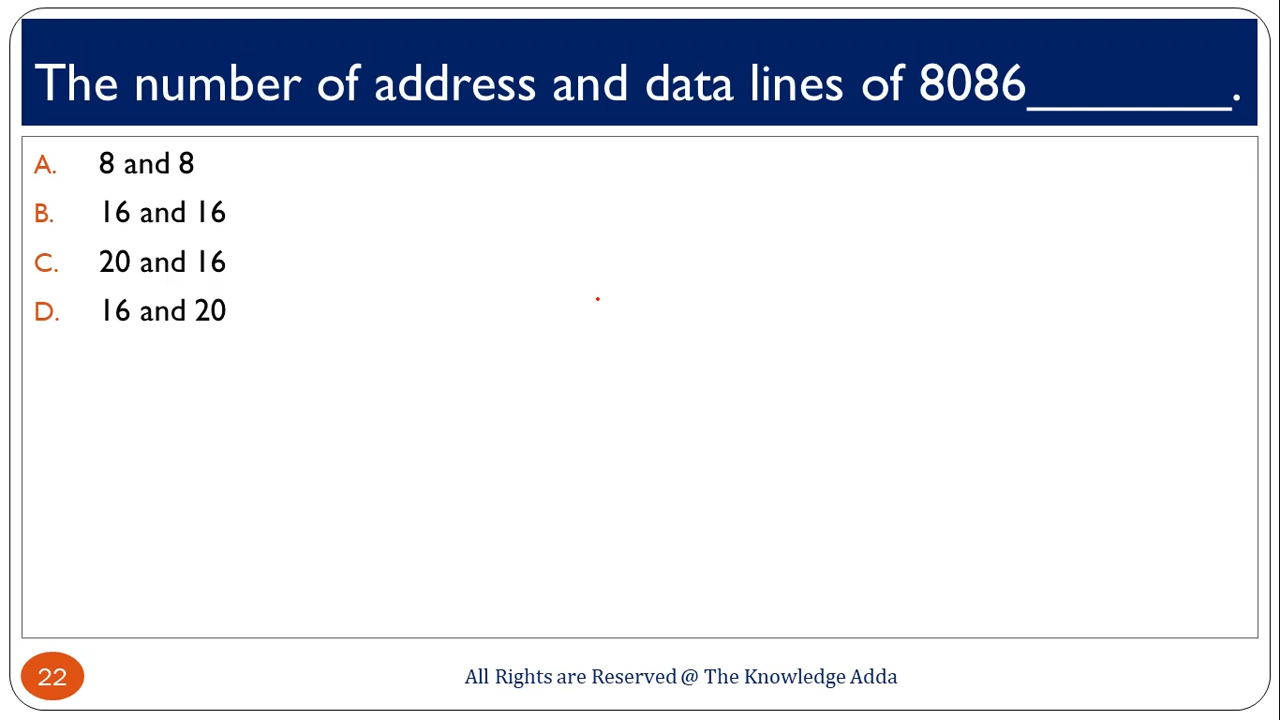 The number of address and data lines of 8086________.
A. 8 and 8
B. 16 and 16
C. 20 and 16
D. 16 and 20
22
All Rights are Reserved @ The Knowledge Adda